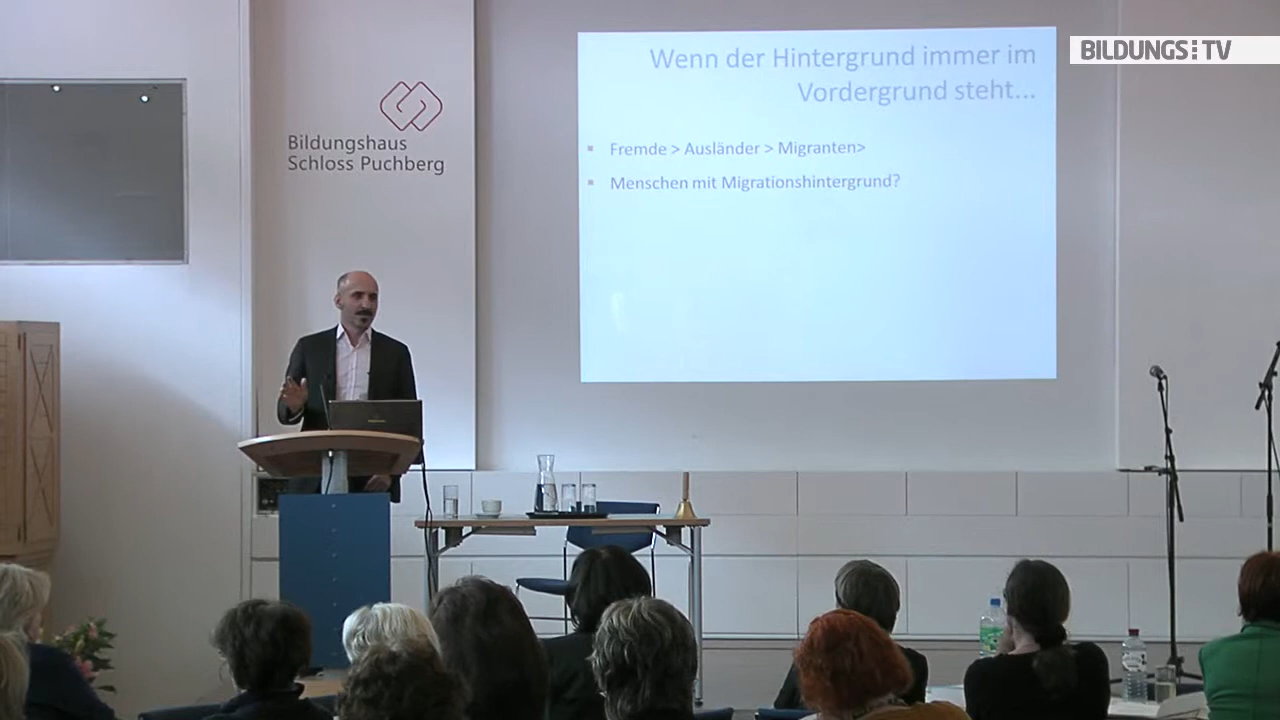 BILDUNGS TV
Wenn der Hintergrund immer im
Vordergrund steht...
Fremde > Ausländer > Migranten>
Menschen mit Migrationshintergrund?
Bildungshaus
Schloss Puchberg